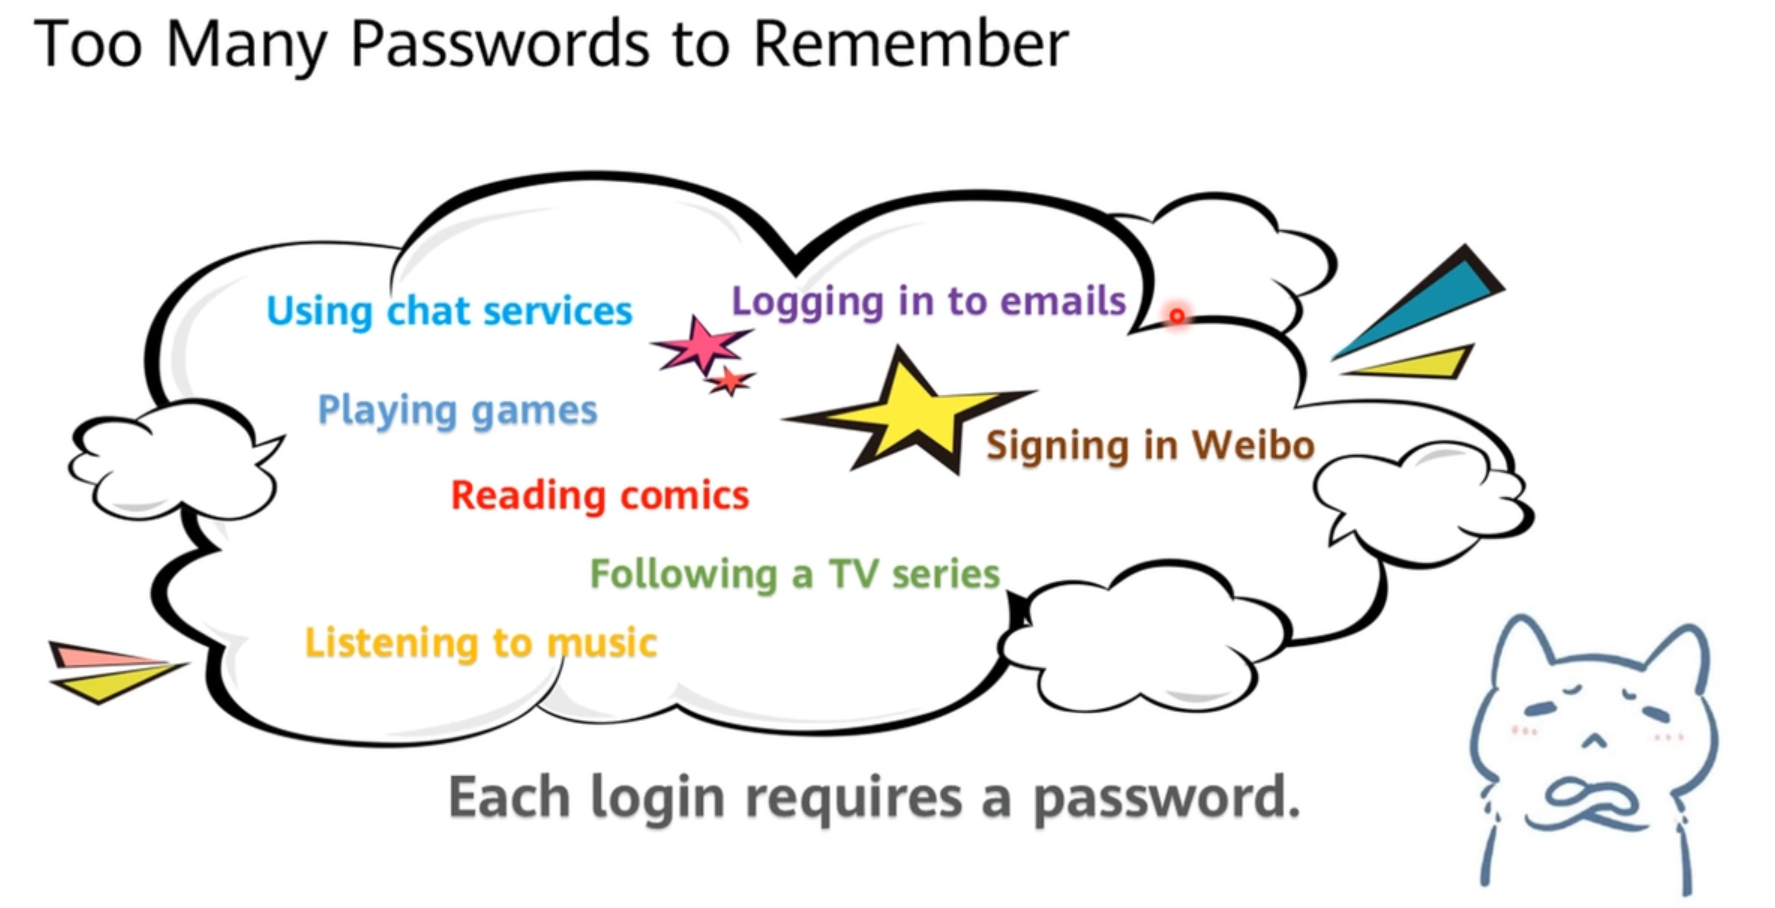 Too Many Passwords to Remember
Using chat services
Logging in to emails
Playing games
Signing in Weibo
Reading comics
Following a TV series
Listening to music
Each login requires a password.